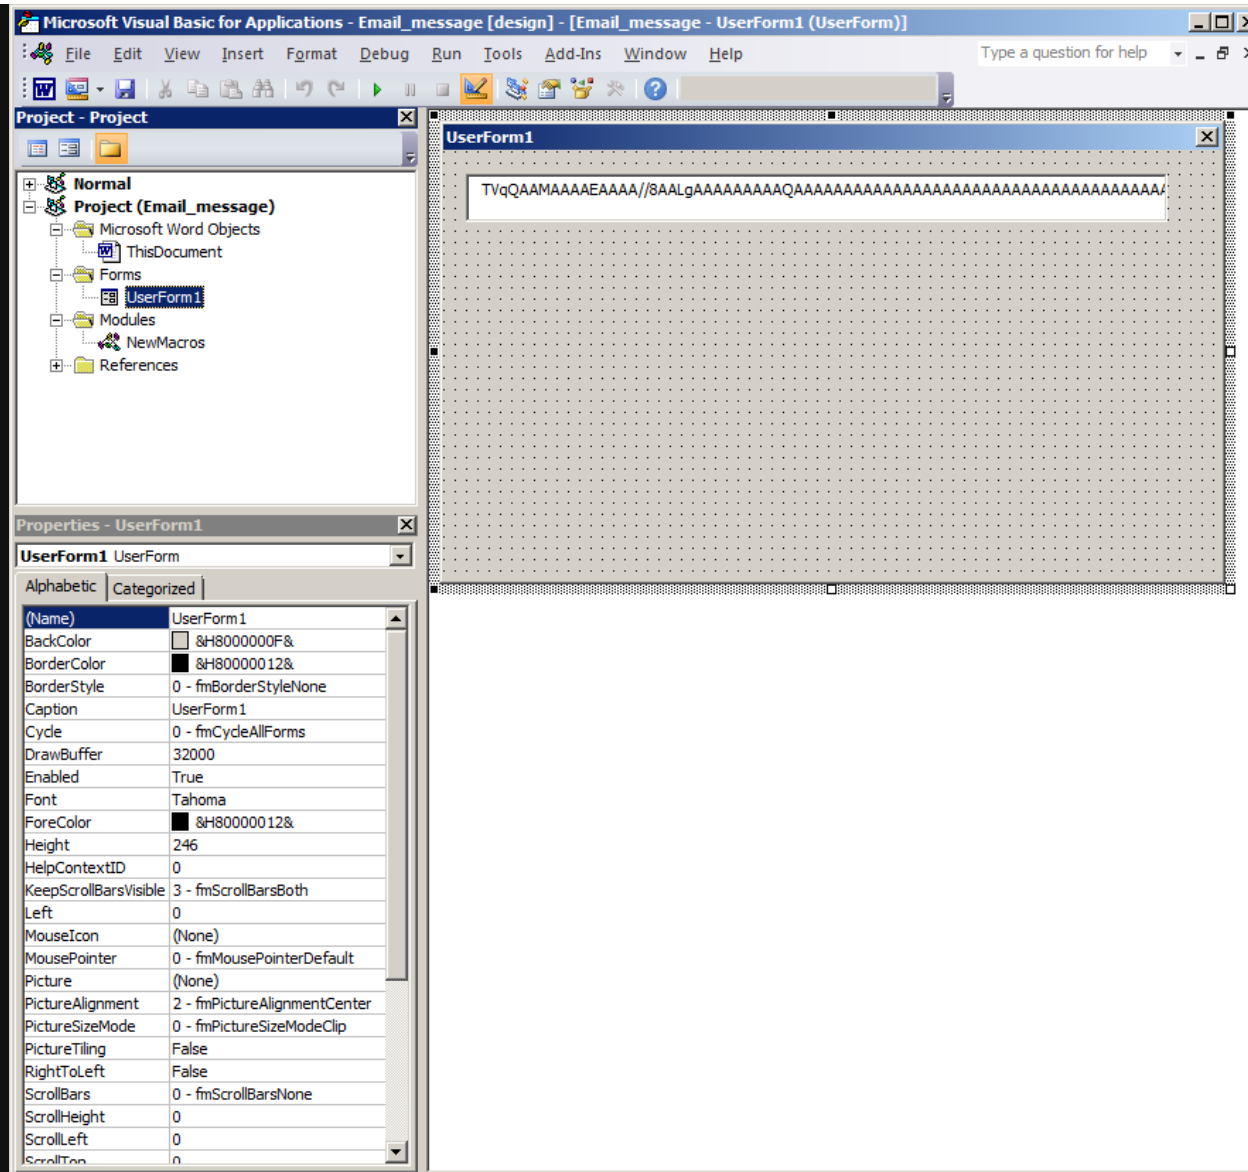 Microsoft Visual Basic for Applications - Email_message [design] - [Email_message - UserForm1 (UserForm)]
File Edit View Insert Format Debug Run Tools Add-Ins Window Help Type a question for help
Project - Project
Normal
Project (Email_message)
Microsoft Word Objects
ThisDocument
Forms
UserForm1
Modules
NewMacros
References
UserForm1
Properties - UserForm1
UserForm1 UserForm
Alphabetic Categorized
(Name) UserForm1
BackColor &H8000000F&
BorderColor &H80000012&
BorderStyle 0 - fmBorderStyleNone
Caption UserForm1
Cycle 0 - fmCycleAllForms
DrawBuffer 32000
Enabled True
Font Tahoma
ForeColor &H80000012&
Height 246
HelpContextID 0
KeepScrollBarsVisible 3 - fmScrollBarsBoth
Left 0
MouseIcon (None)
MousePointer 0 - fmMousePointerDefault
Picture (None)
PictureAlignment 2 - fmPictureAlignmentCenter
PictureSizeMode 0 - fmPictureSizeModeClip
PictureTiling False
RightToLeft False
ScrollBars 0 - fmScrollBarsNone
ScrollHeight 0
ScrollLeft 0
ScrollTop 0